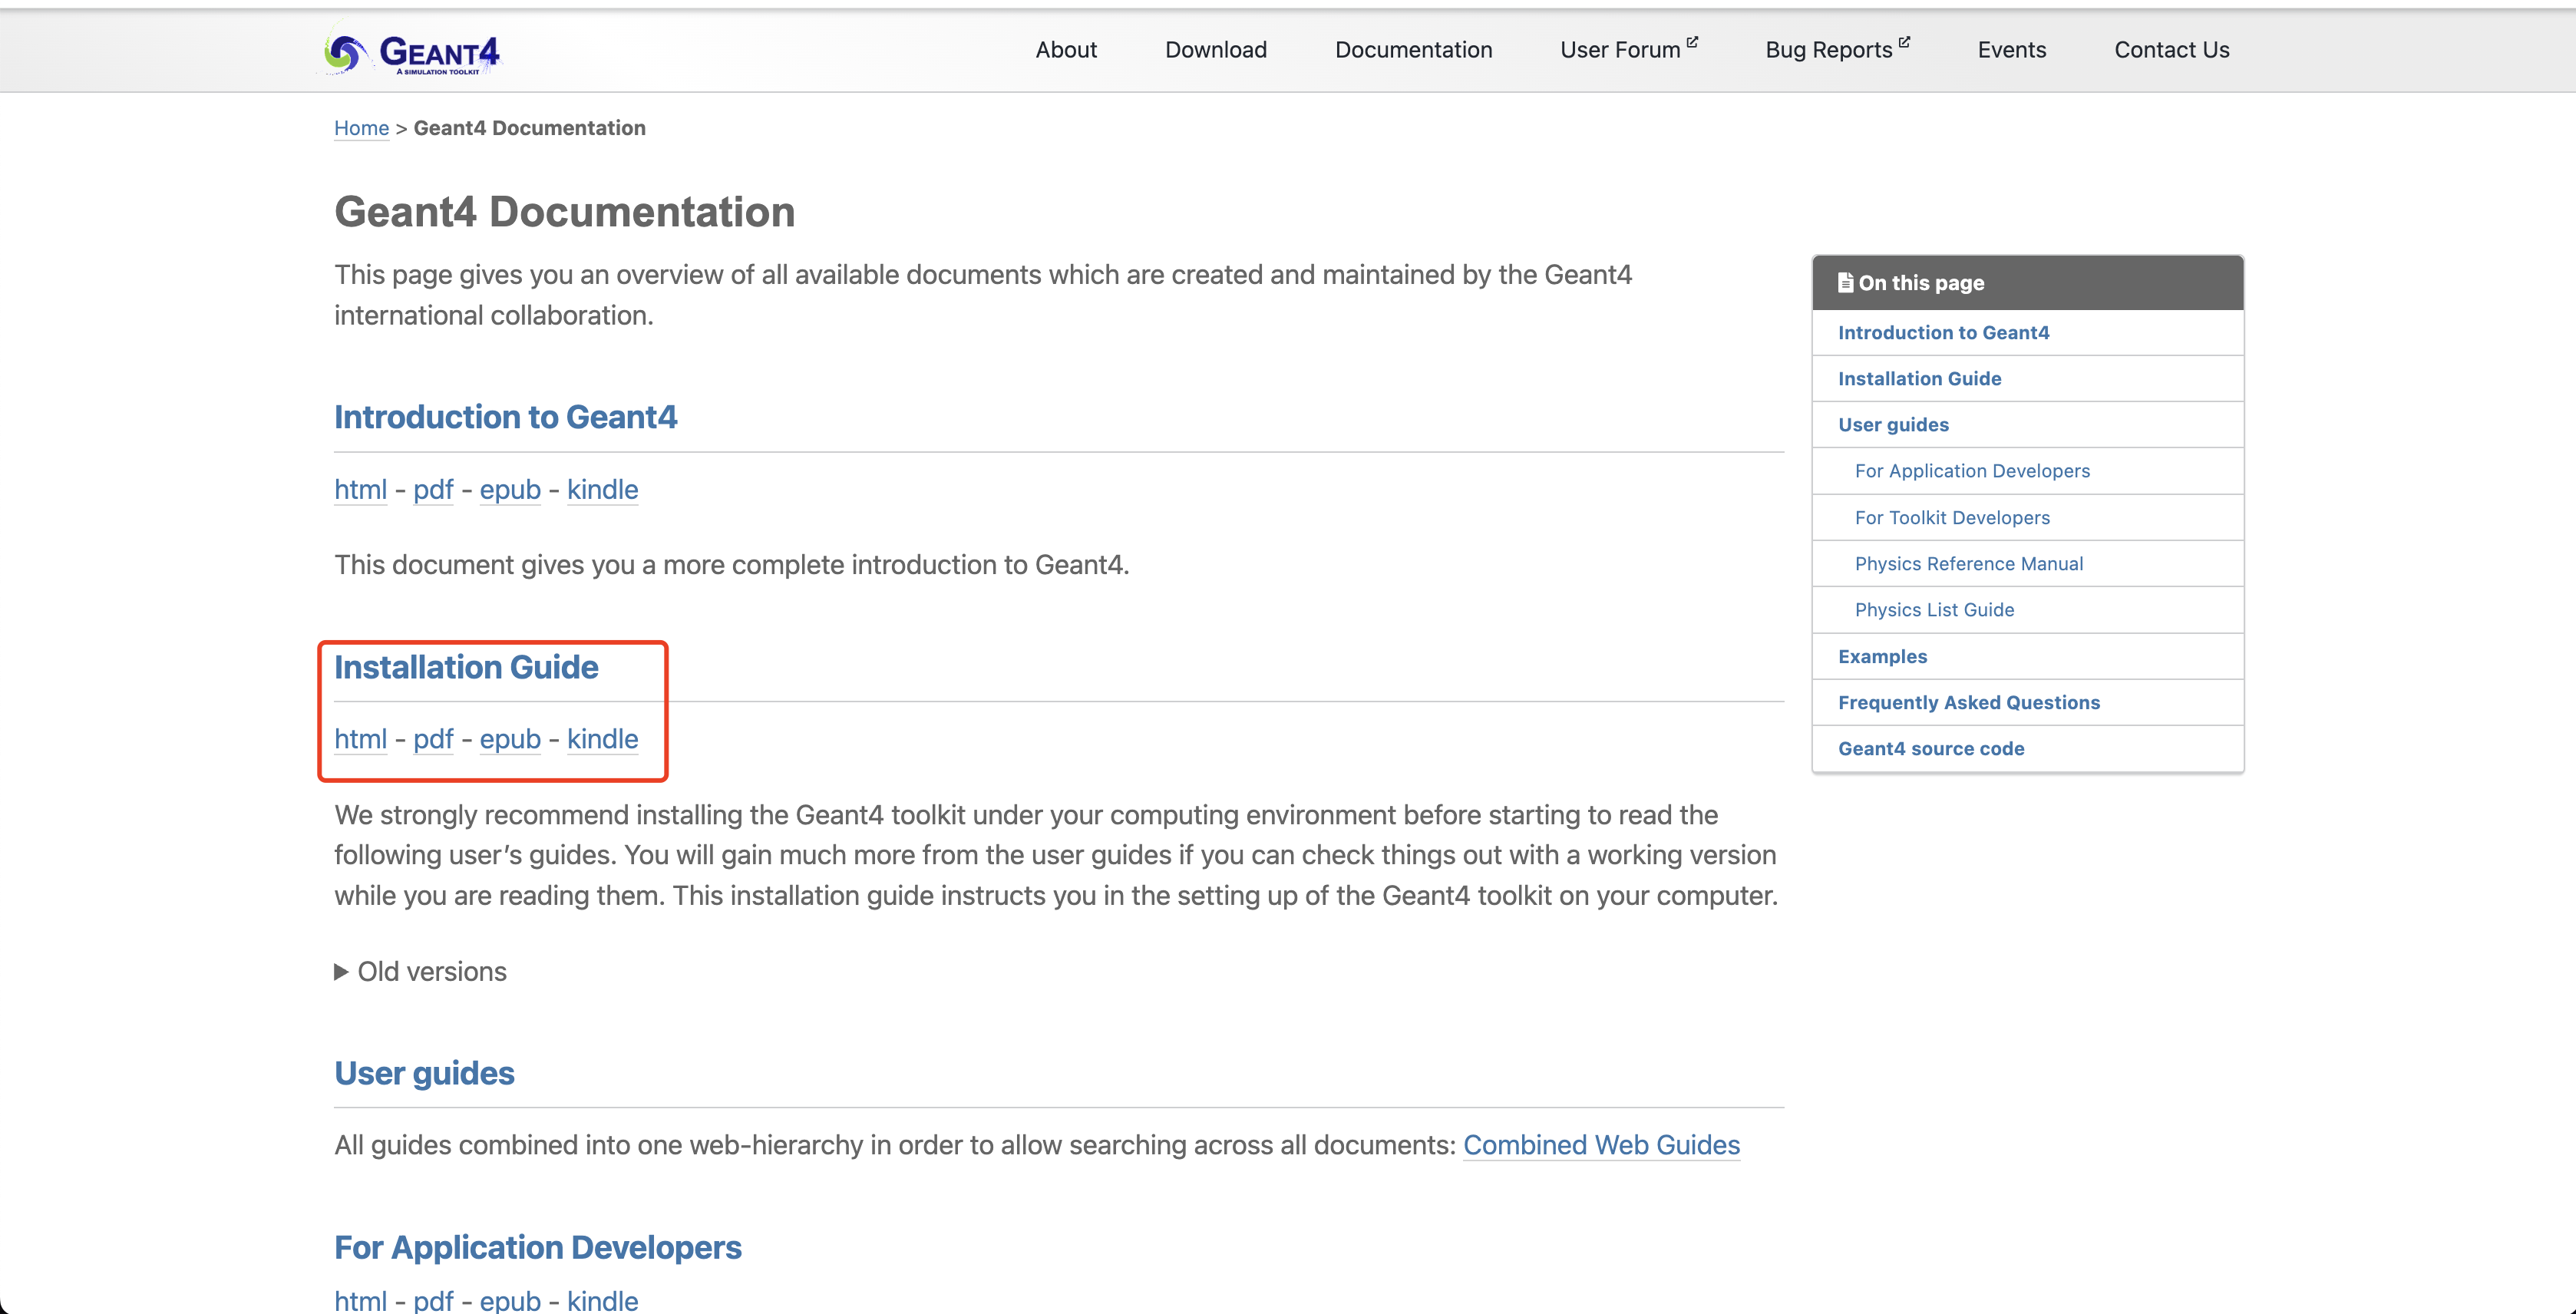 GEANT4
A SIMULATION TOOLKIT
About Download Documentation User Forum Bug Reports Events Contact Us
Home > Geant4 Documentation
Geant4 Documentation
This page gives you an overview of all available documents which are created and maintained by the Geant4
international collaboration.
Introduction to Geant4
html - pdf - epub - kindle
This document gives you a more complete introduction to Geant4.
Installation Guide
html - pdf - epub - kindle
We strongly recommend installing the Geant4 toolkit under your computing environment before starting to read the
following user’s guides. You will gain much more from the user guides if you can check things out with a working version
while you are reading them. This installation guide instructs you in the setting up of the Geant4 toolkit on your computer.
Old versions
User guides
All guides combined into one web-hierarchy in order to allow searching across all documents: Combined Web Guides
For Application Developers
html - pdf - epub - kindle
On this page
Introduction to Geant4
Installation Guide
User guides
For Application Developers
For Toolkit Developers
Physics Reference Manual
Physics List Guide
Examples
Frequently Asked Questions
Geant4 source code